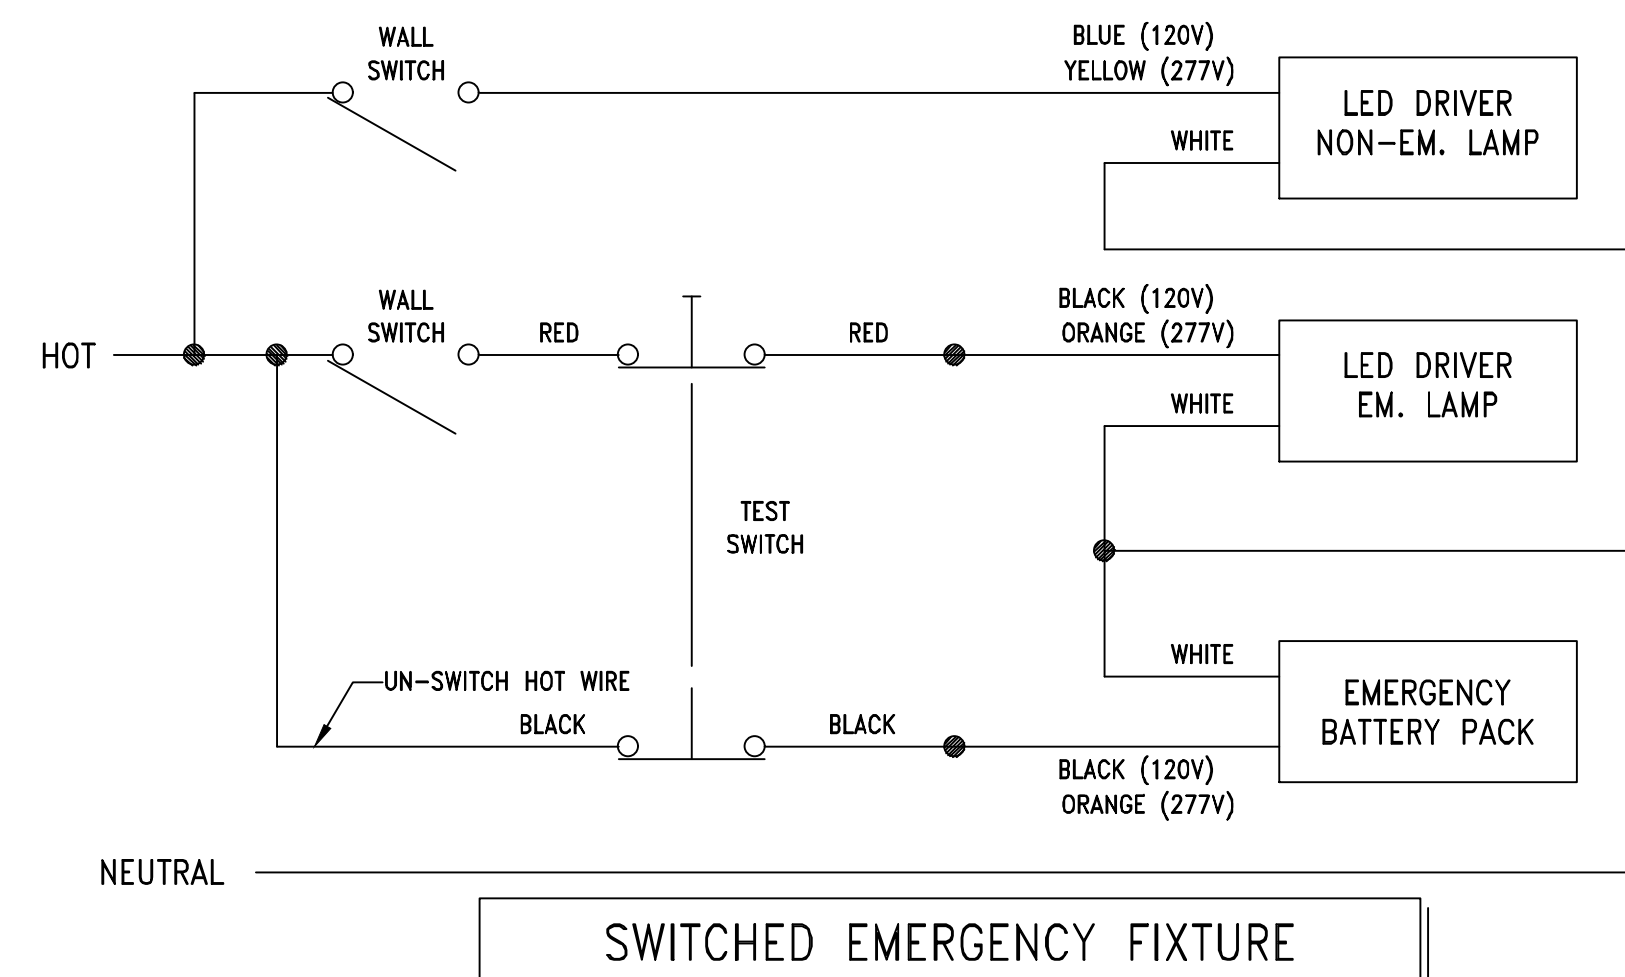 WALL
SWITCH
BLUE (120V)
YELLOW (277V)
LED DRIVER
NON-EM. LAMP
WHITE
WALL
SWITCH
RED
RED
BLACK (120V)
ORANGE (277V)
HOT
LED DRIVER
EM. LAMP
WHITE
TEST
SWITCH
WHITE
UN-SWITCH HOT WIRE
BLACK
BLACK
EMERGENCY
BATTERY PACK
BLACK (120V)
ORANGE (277V)
NEUTRAL
SWITCHED EMERGENCY FIXTURE